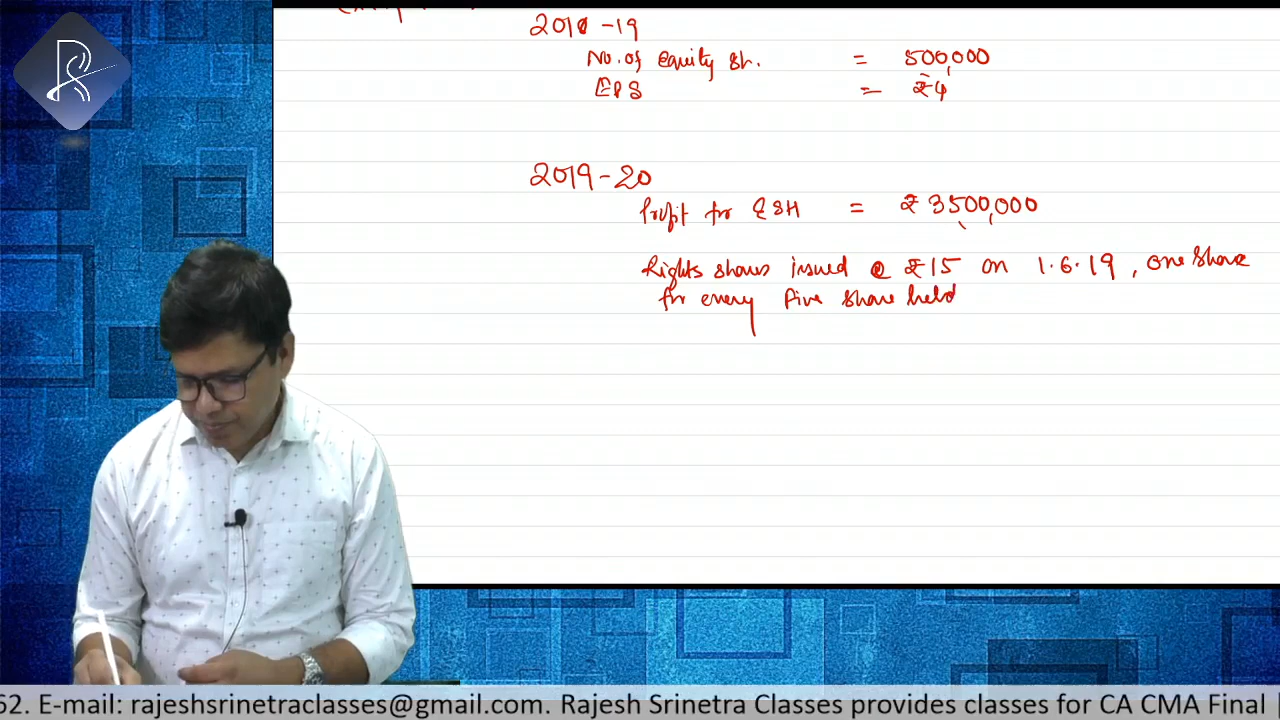 2018-19
No. of equity sh. = 500,000
EPS = ₹4
2019-20
Profit for ESH = ₹3500,000
Rights shares issued @ ₹15 on 1.6.19, one share
for every five share held
RS
62. E-mail: rajeshsrinetraclasses@gmail.com. Rajesh Srinetra Classes provides classes for CA CMA Final